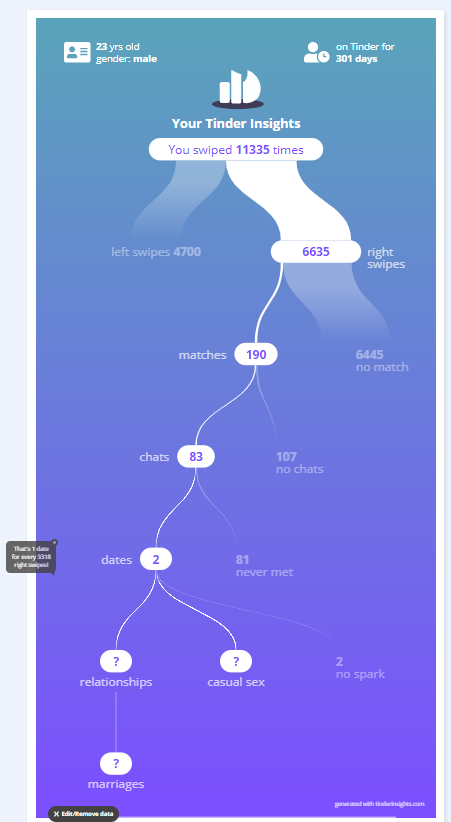 23 yrs old
gender: male
on Tinder for
301 days
Your Tinder Insights
You swiped 11335 times
left swipes 4700
6635
right
swipes
matches
190
6445
no match
chats
83
107
no chats
That's 1 date
for every 3318
right swipes!
×
dates
2
81
never met
?
relationships
?
casual sex
2
no spark
?
marriages
generated with tinderinsights.com
X Edit/Remove data